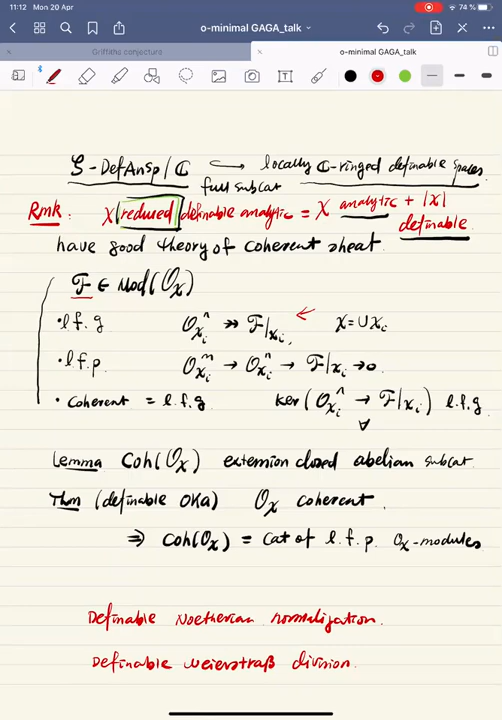 11:12 Mon 20 Apr
74 %
o-minimal GAGA_talk
Griffiths conjecture
o-minimal GAGA_talk
ζ-DefAnsp/ℂ ↪ locally ℂ-ringed definable spaces
full subcat
Rmk: X reduced definable analytic = X analytic + |X| definable
have good theory of coherent sheaf.
F ∈ Mod(O_X)
· l.f.g O_{X_i}^n ↠ F|_{X_i}, ← X = ∪X_i
· l.f.p. O_{X_i}^m → O_{X_i}^n → F|_{X_i} → 0
· coherent = l.f.g ker(O_{X_i}^n → F|_{X_i}) l.f.g
∀
Lemma Coh(O_X) extension closed abelian subcat.
Thm (definable OKa) O_X coherent.
⇒ Coh(O_X) = Cat of l.f.p. O_X-modules
Definable Noetherian normalization.
Definable Weierstraß division.